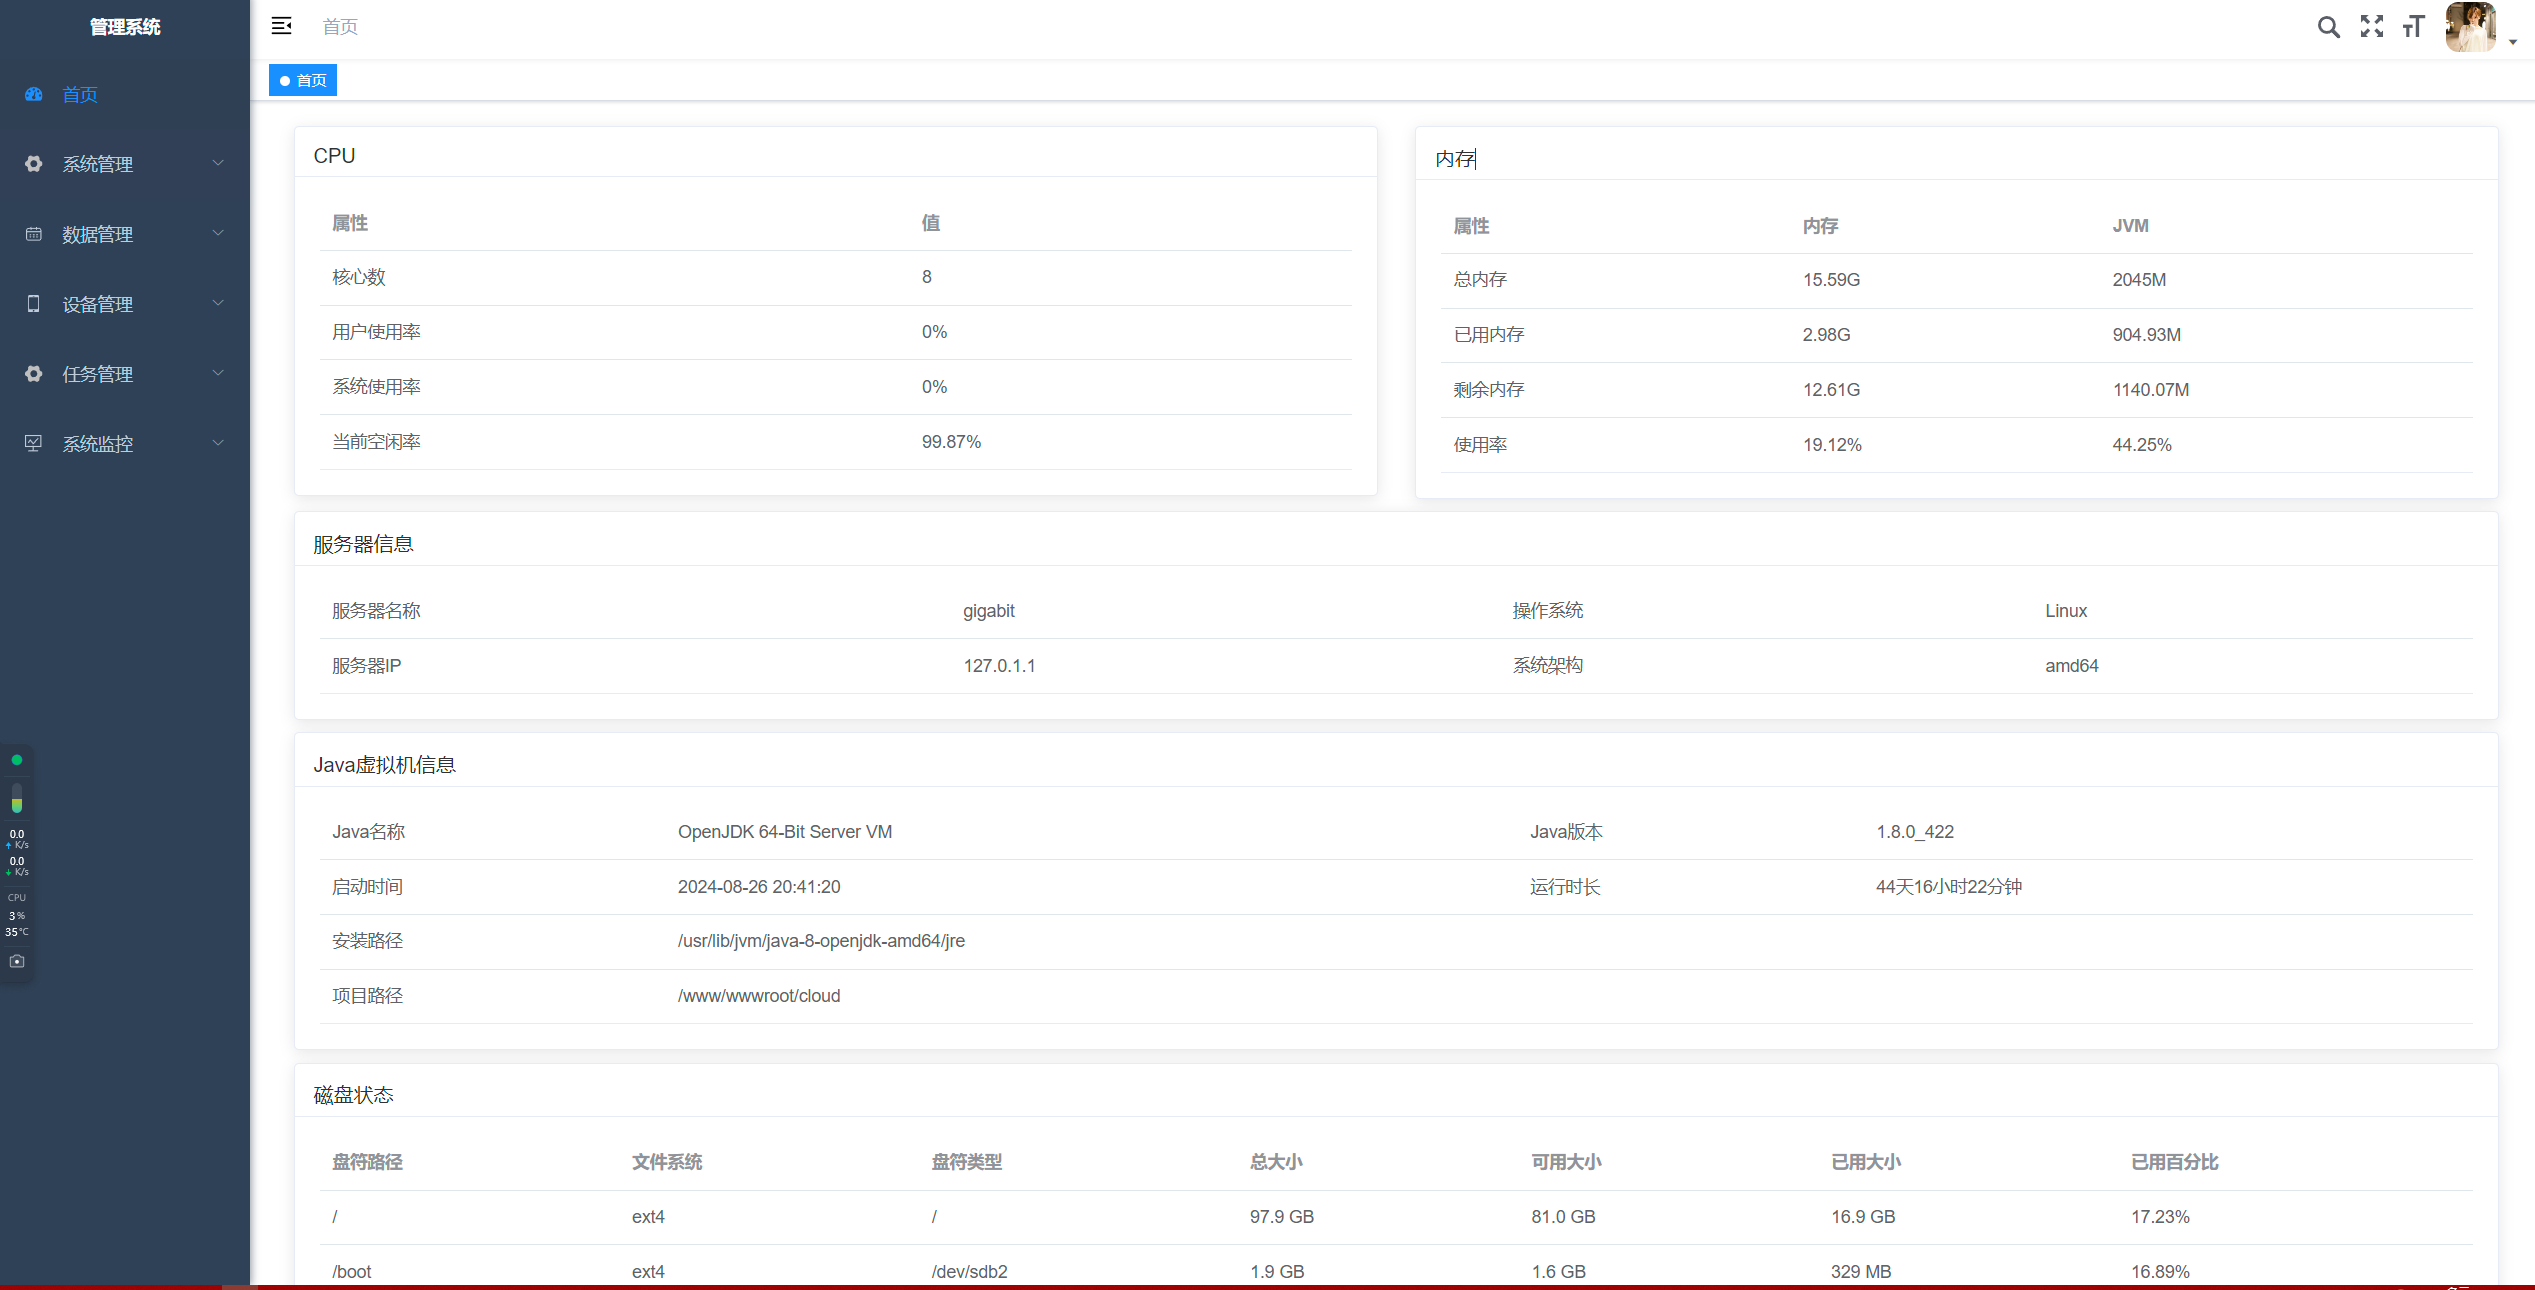 管理系统
首页
首页
系统管理
数据管理
设备管理
任务管理
系统监控
0.0
K/s
0.0
K/s
CPU
3%
35°C
首页
CPU
属性 值
核心数 8
用户使用率 0%
系统使用率 0%
当前空闲率 99.87%
内存
属性 内存 JVM
总内存 15.59G 2045M
已用内存 2.98G 904.93M
剩余内存 12.61G 1140.07M
使用率 19.12% 44.25%
服务器信息
服务器名称 gigabit 操作系统 Linux
服务器IP 127.0.1.1 系统架构 amd64
Java虚拟机信息
Java名称 OpenJDK 64-Bit Server VM Java版本 1.8.0_422
启动时间 2024-08-26 20:41:20 运行时长 44天16小时22分钟
安装路径 /usr/lib/jvm/java-8-openjdk-amd64/jre
项目路径 /www/wwwroot/cloud
磁盘状态
盘符路径 文件系统 盘符类型 总大小 可用大小 已用大小 已用百分比
/ ext4 / 97.9 GB 81.0 GB 16.9 GB 17.23%
/boot ext4 /dev/sdb2 1.9 GB 1.6 GB 329 MB 16.89%